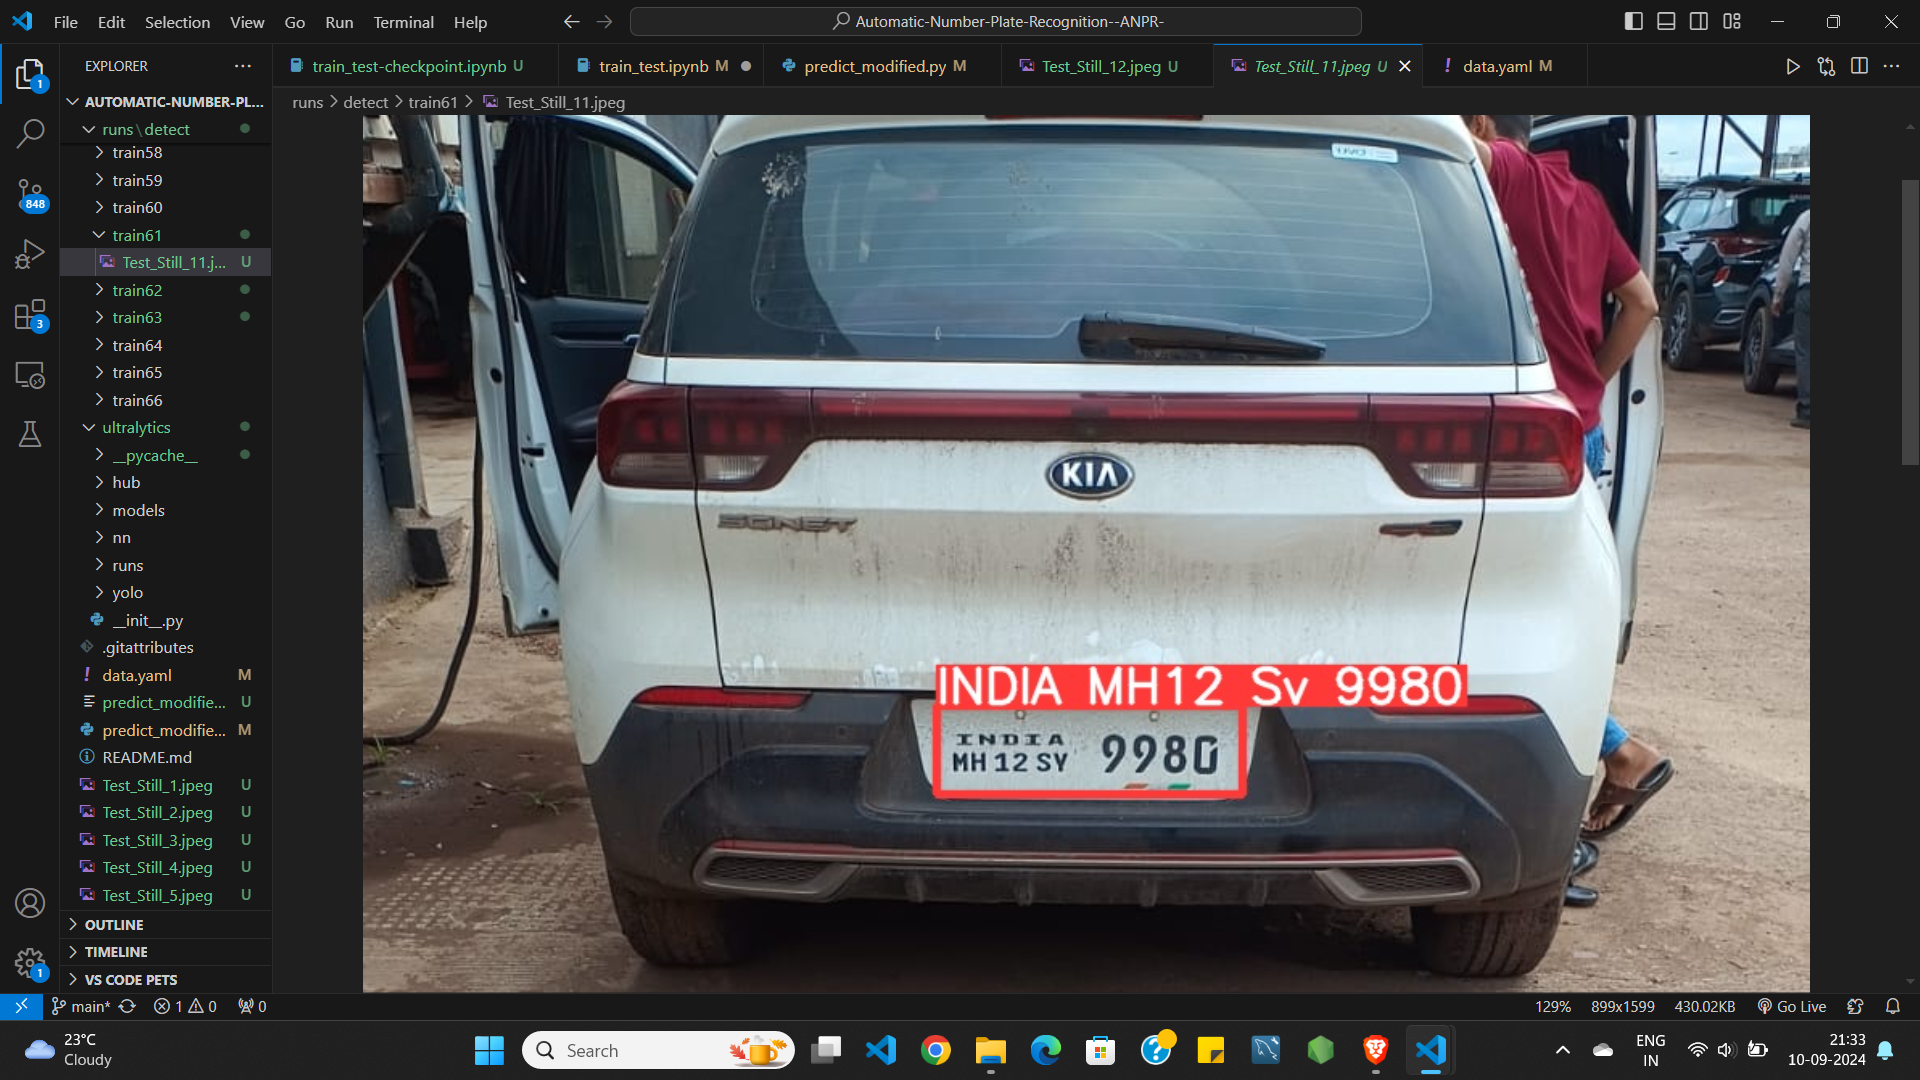 File Edit Selection View Go Run Terminal Help
Automatic-Number-Plate-Recognition--ANPR-
EXPLORER
train_test-checkpoint.ipynb U
train_test.ipynb M
predict_modified.py M
Test_Still_12.jpeg U
Test_Still_11.jpeg U
data.yaml M
runs > detect > train61 > Test_Still_11.jpeg
AUTOMATIC-NUMBER-PL...
runs\detect
train58
train59
train60
train61
Test_Still_11.j... U
train62
train63
train64
train65
train66
ultralytics
__pycache__
hub
models
nn
runs
yolo
__init__.py
.gitattributes
data.yaml M
predict_modifie... U
predict_modifie... M
README.md
Test_Still_1.jpeg U
Test_Still_2.jpeg U
Test_Still_3.jpeg U
Test_Still_4.jpeg U
Test_Still_5.jpeg U
OUTLINE
TIMELINE
VS CODE PETS
1
848
3
1
KIA
SONET
INDIA MH12 Sv 9980
INDIA
MH 12 SY 9980
main* 1 0 0
129% 899x1599 430.02KB Go Live
23°C
Cloudy
Search
ENG
IN
21:33
10-09-2024